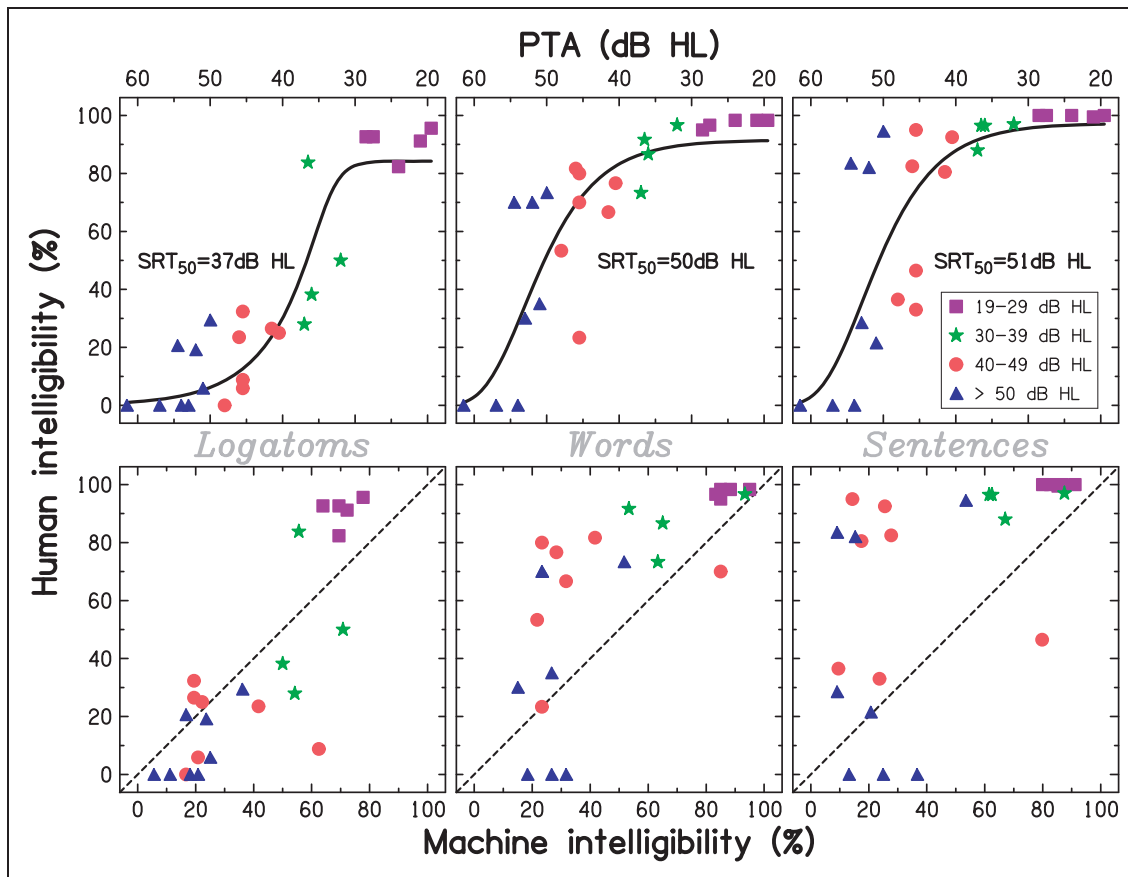 PTA (dB HL)
60 50 40 30 20 60 50 40 30 20 60 50 40 30 20
Human intelligibility (%)
100
80
60
40
20
0
SRT50=37dB HL
SRT50=50dB HL
SRT50=51dB HL
19-29 dB HL
30-39 dB HL
40-49 dB HL
> 50 dB HL
Logatoms Words Sentences
100
80
60
40
20
0
0 20 40 60 80 100 0 20 40 60 80 100 0 20 40 60 80 100
Machine intelligibility (%)